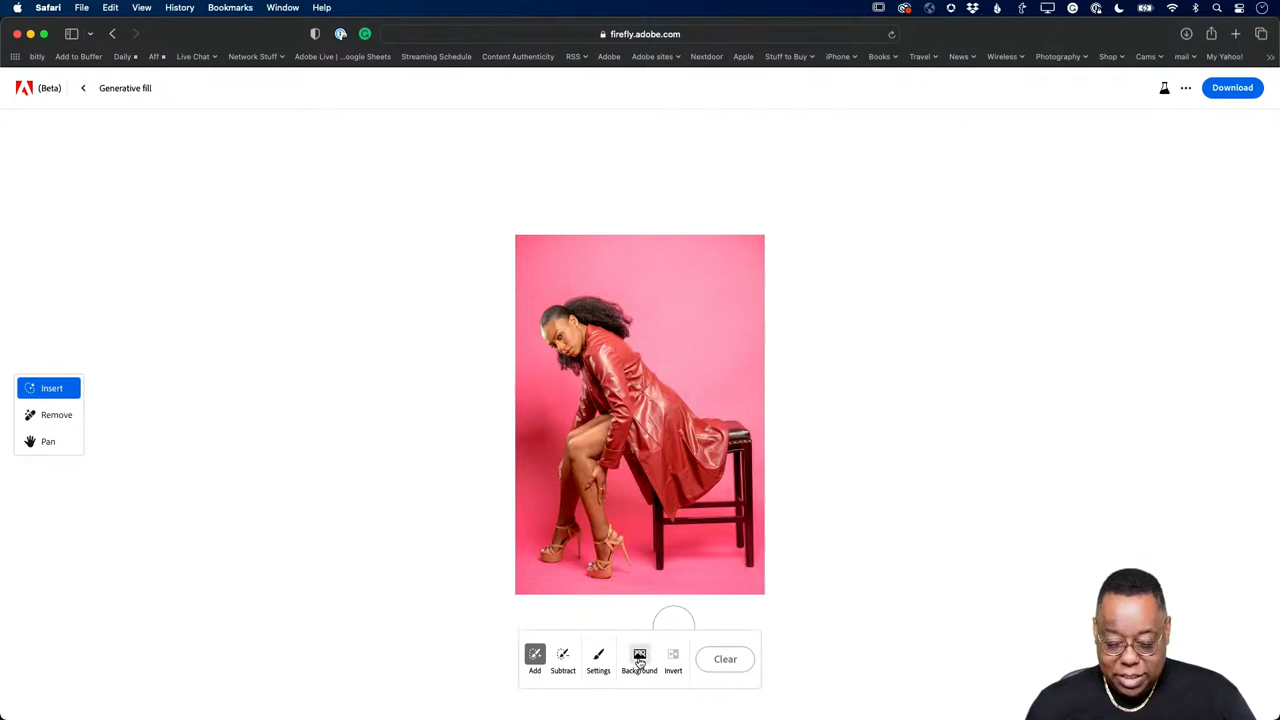 Safari File Edit View History Bookmarks Window Help
firefly.adobe.com
bitly Add to Buffer Daily Aff Live Chat Network Stuff Adobe Live (...oogle Sheets Streaming Schedule Content Authenticity RSS Adobe Adobe sites Nextdoor Apple Stuff to Buy iPhone Books Travel News Wireless Photography Shop Cams mail My Yahoo!
(Beta) Generative fill Download
Insert
Remove
Pan
Add Subtract Settings Background Invert Clear